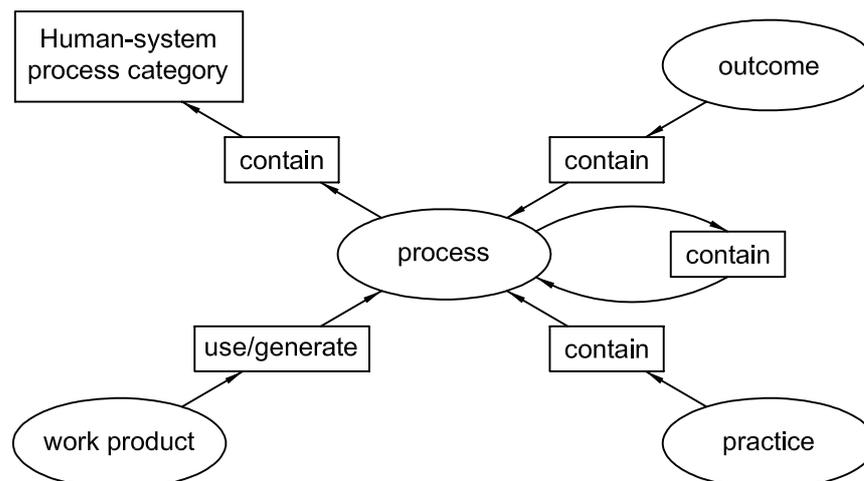 Human-system
process category
outcome
contain
contain
process
contain
use/generate
contain
work product
practice